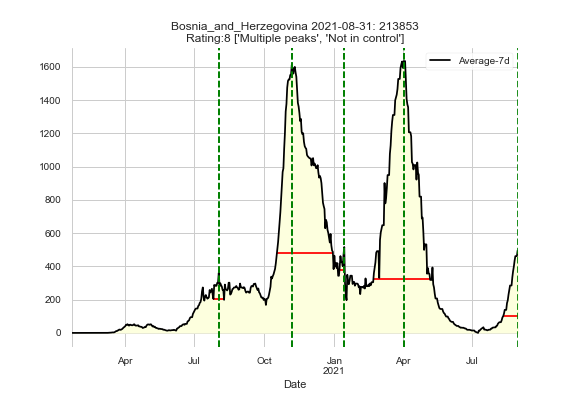 Bosnia_and_Herzegovina 2021-08-31: 213853
Rating:8 ['Multiple peaks', 'Not in control']
Average-7d
1600
1400
1200
1000
800
600
400
200
0
Apr
Jul
Oct
Jan
2021
Apr
Jul
Date